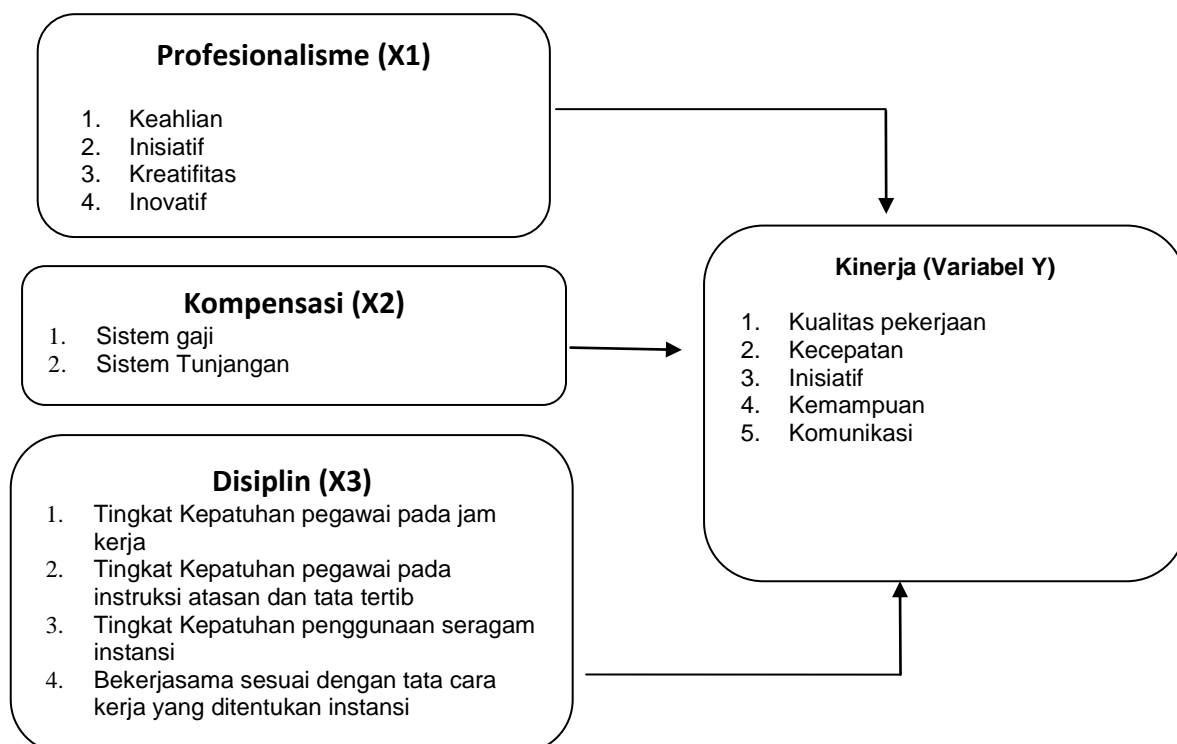 Profesionalisme (X1)
1. Keahlian
2. Inisiatif
3. Kreatifitas
4. Inovatif
Kompensasi (X2)
1. Sistem gaji
2. Sistem Tunjangan
Disiplin (X3)
1. Tingkat Kepatuhan pegawai pada jam
kerja
2. Tingkat Kepatuhan pegawai pada
instruksi atasan dan tata tertib
3. Tingkat Kepatuhan penggunaan seragam
instansi
4. Bekerjasama sesuai dengan tata cara
kerja yang ditentukan instansi
Kinerja (Variabel Y)
1. Kualitas pekerjaan
2. Kecepatan
3. Inisiatif
4. Kemampuan
5. Komunikasi